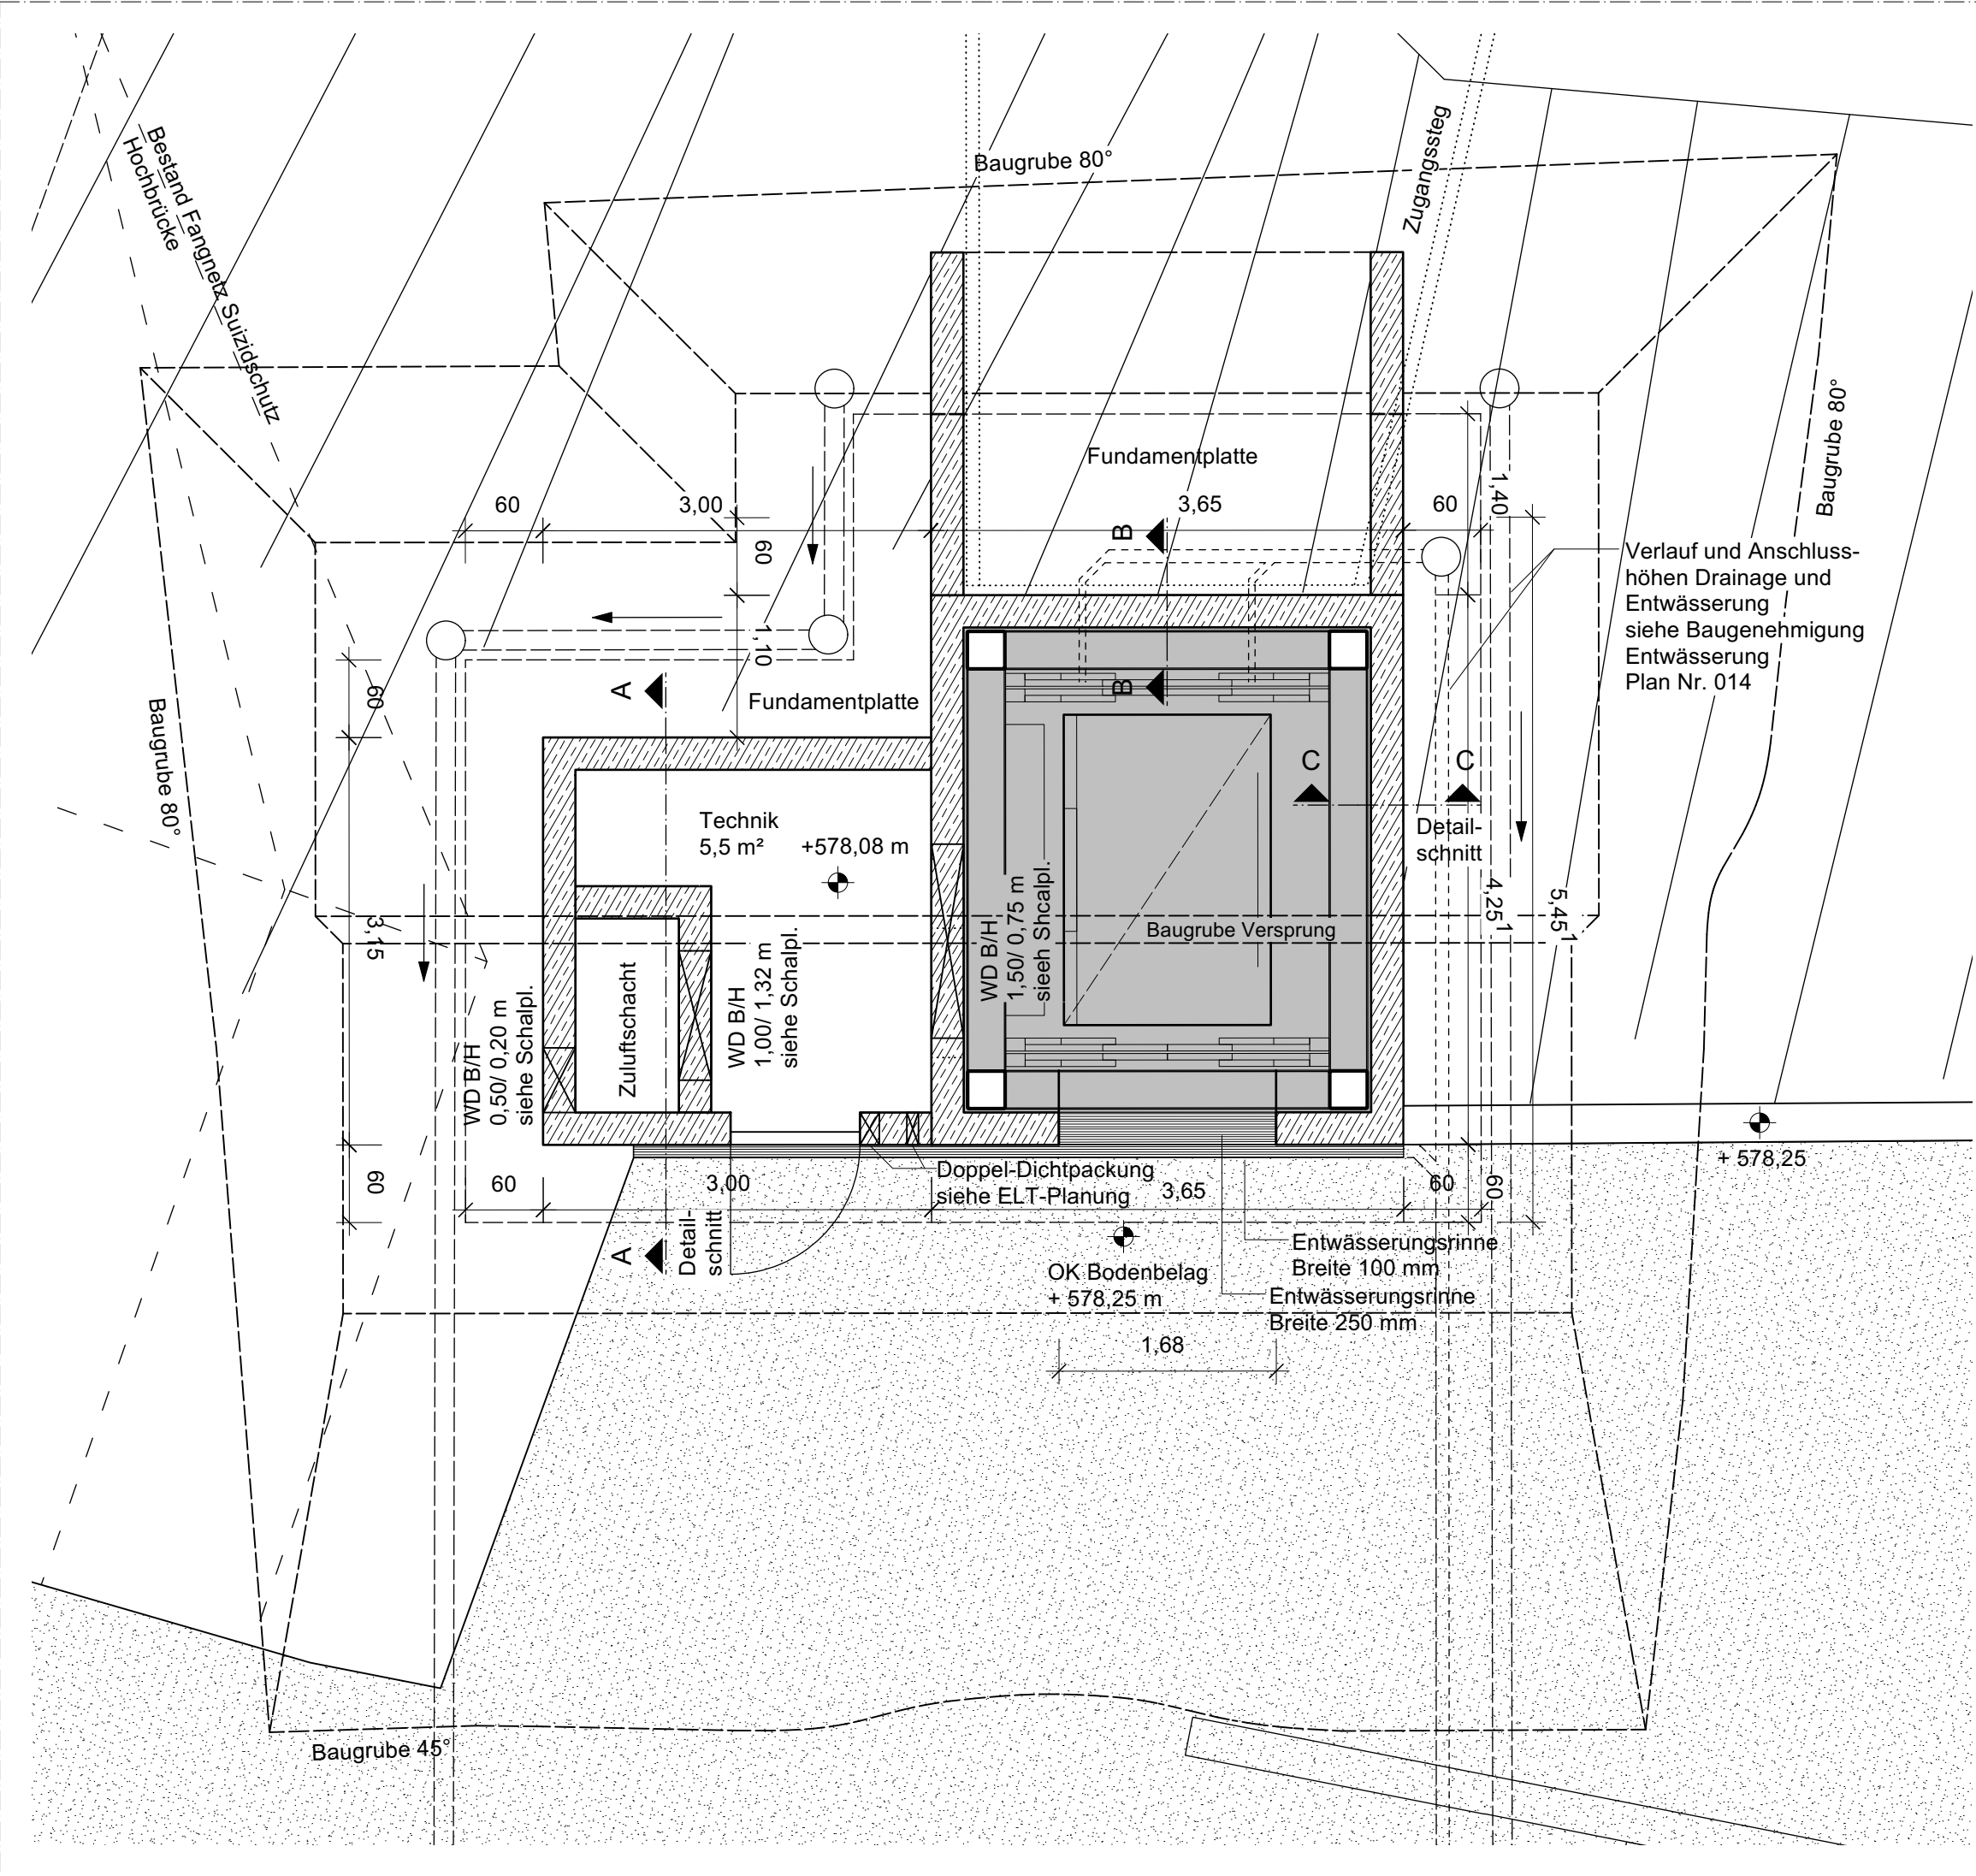 Baugrube 80°
Bestand Fangnetz Suizidschutz
Hochbrücke
Zugangssteg
Baugrube 80°
Fundamentplatte
60
3,00
3,65
60
1,40
B
60
Verlauf und Anschluss-
höhen Drainage und
Entwässerung
siehe Baugenehmigung
Entwässerung
Plan Nr. 014
1,10
60
A
Fundamentplatte
B
Baugrube 80°
C
C
Technik
5,5 m²
+578,08 m
Detail-
schnitt
3,15
WD B/H
1,50/ 0,75 m
sieeh Shcalpl.
Baugrube Versprung
4,25¹
5,45¹
WD B/H
0,50/ 0,20 m
siehe Schalpl.
Zuluftschacht
WD B/H
1,00/ 1,32 m
siehe Schalpl.
+ 578,25
Doppel-Dichtpackung
siehe ELT-Planung
60
60
3,00
3,65
60
60
A
Detail-
schnitt
Entwässerungsrinne
Breite 100 mm
OK Bodenbelag
+ 578,25 m
Entwässerungsrinne
Breite 250 mm
1,68
Baugrube 45°